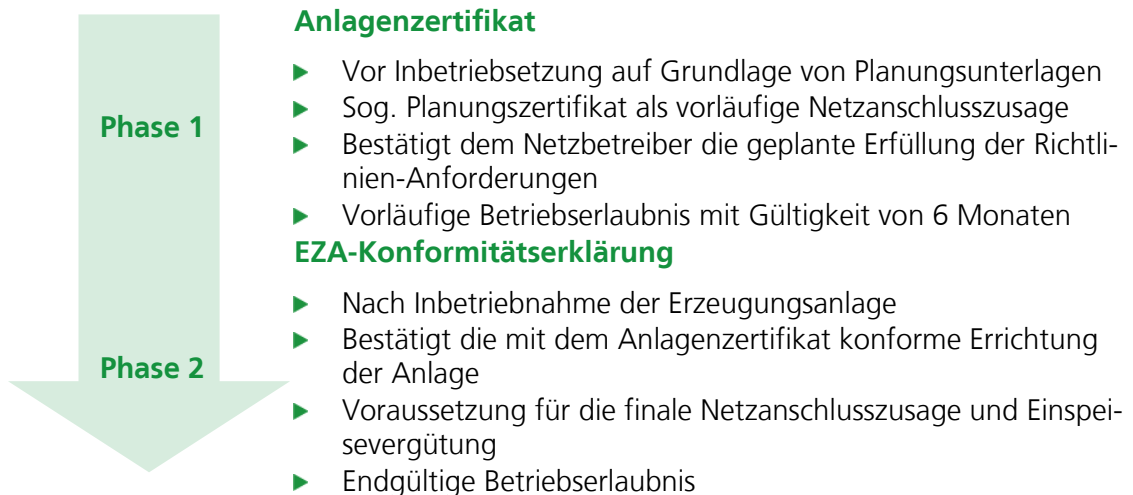 Anlagenzertifikat
Phase 1
▶ Vor Inbetriebsetzung auf Grundlage von Planungsunterlagen
▶ Sog. Planungszertifikat als vorläufige Netzanschlusszusage
▶ Bestätigt dem Netzbetreiber die geplante Erfüllung der Richtli-
nien-Anforderungen
▶ Vorläufige Betriebserlaubnis mit Gültigkeit von 6 Monaten
EZA-Konformitätserklärung
Phase 2
▶ Nach Inbetriebnahme der Erzeugungsanlage
▶ Bestätigt die mit dem Anlagenzertifikat konforme Errichtung
der Anlage
▶ Voraussetzung für die finale Netzanschlusszusage und Einspei-
severgütung
▶ Endgültige Betriebserlaubnis